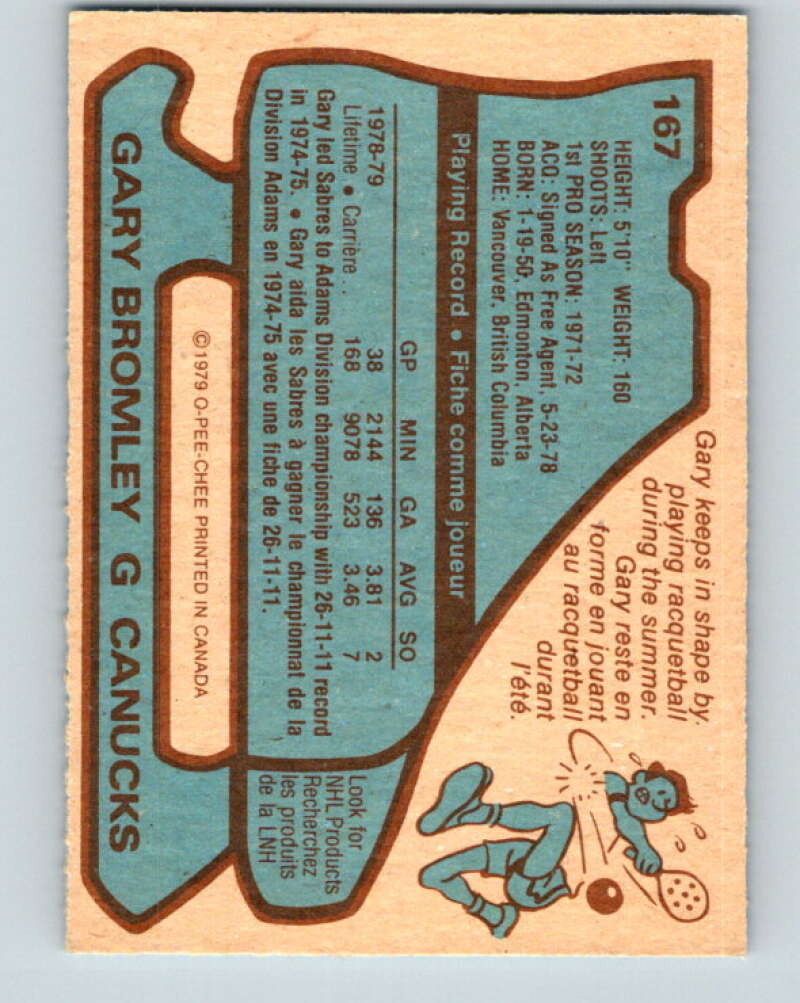 167
HEIGHT: 5'10" WEIGHT: 160
SHOOTS: Left
1st PRO SEASON: 1971-72
ACQ: Signed As Free Agent, 5-23-78
BORN: 1-19-50, Edmonton, Alberta
HOME: Vancouver, British Columbia
Gary keeps in shape by
playing racquetball
during the summer.
Gary reste en
forme en jouant
au racquetball
durant
l'été.
Playing Record • Fiche comme joueur
GP MIN GA AVG SO
1978-79 38 2144 136 3.81 2
Lifetime • Carrière .. 168 9078 523 3.46 7
Gary led Sabres to Adams Division championship with 26-11-11 record
in 1974-75. • Gary aida les Sabres à gagner le championnat de la
Division Adams en 1974-75 avec une fiche de 26-11-11.
Look for
NHL Products
Recherchez
les produits
de la LNH
©1979 O-PEE-CHEE PRINTED IN CANADA
GARY BROMLEY G CANUCKS